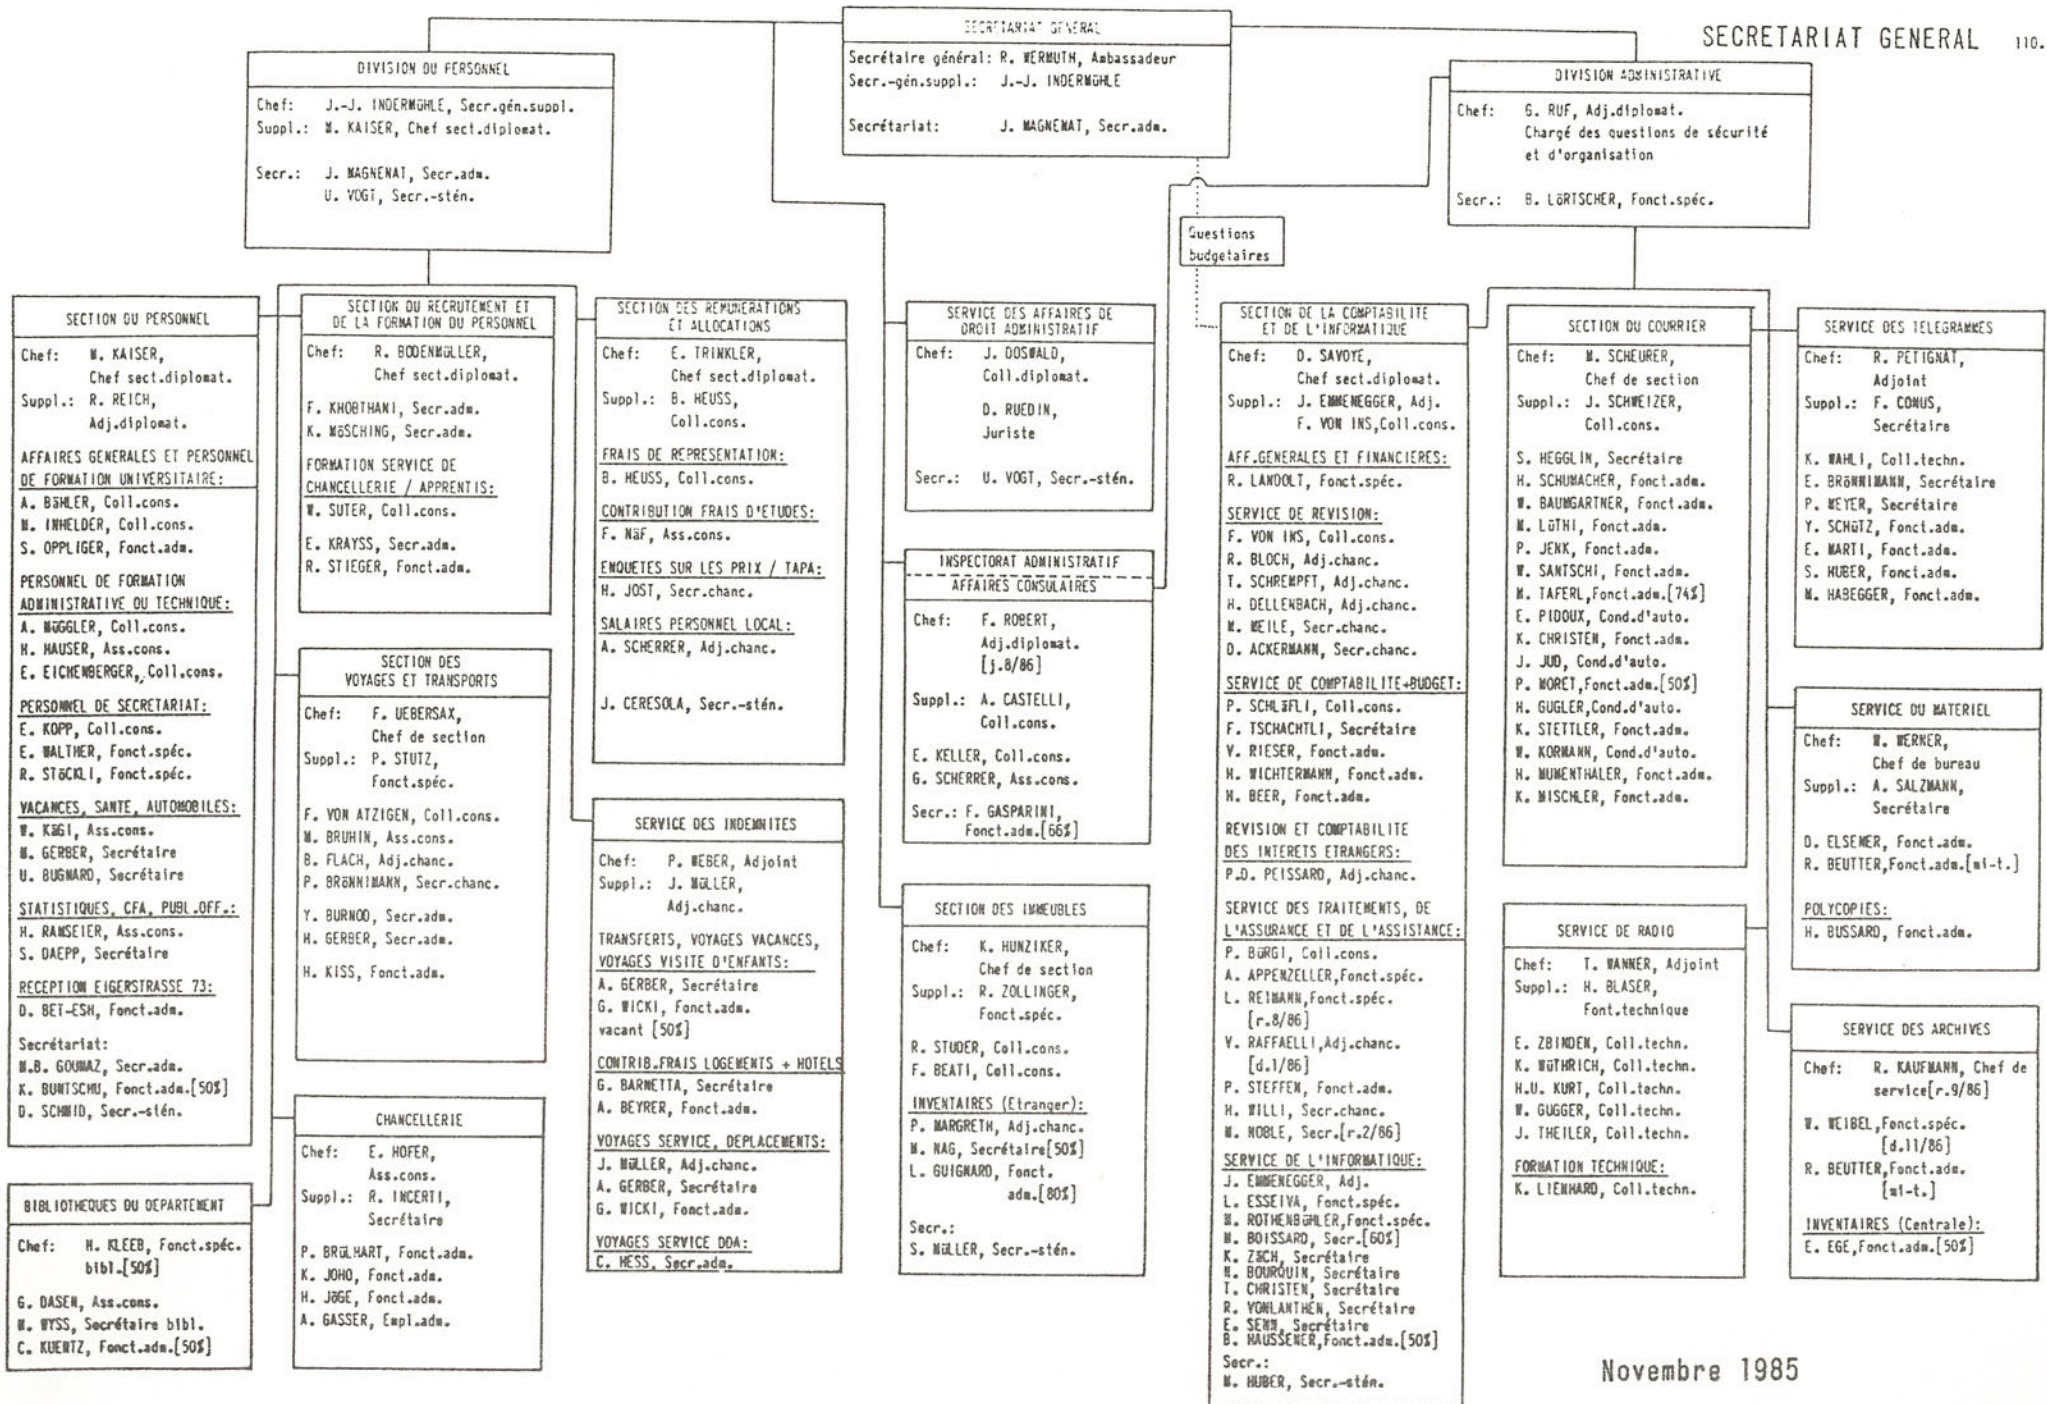 SECRETARIAT GENERAL 110.
SECRETARIAT GENERAL
Secrétaire général: R. WERMUTH, Ambassadeur
Secr.-gén.suppl.: J.-J. INDERMüHLE
Secrétariat: J. MAGNENAT, Secr.adm.
DIVISION DU PERSONNEL
Chef: J.-J. INDERMüHLE, Secr.gén.suppl.
Suppl.: M. KAISER, Chef sect.diplomat.
Secr.: J. MAGNENAT, Secr.adm.
U. VOGT, Secr.-stén.
DIVISION ADMINISTRATIVE
Chef: G. RUF, Adj.diplomat.
Chargé des questions de sécurité
et d'organisation
Secr.: B. LöRTSCHER, Fonct.spéc.
Questions
budgetaires
SECTION DU PERSONNEL
Chef: M. KAISER,
Chef sect.diplomat.
Suppl.: R. REICH,
Adj.diplomat.
AFFAIRES GENERALES ET PERSONNEL
DE FORMATION UNIVERSITAIRE:
A. BüHLER, Coll.cons.
M. INHELDER, Coll.cons.
S. OPPLIGER, Fonct.adm.
PERSONNEL DE FORMATION
ADMINISTRATIVE OU TECHNIQUE:
A. MüGGLER, Coll.cons.
H. HAUSER, Ass.cons.
E. EICHENBERGER, Coll.cons.
PERSONNEL DE SECRETARIAT:
E. KOPP, Coll.cons.
E. WALTHER, Fonct.spéc.
R. STöCKLI, Fonct.spéc.
VACANCES, SANTE, AUTOMOBILES:
W. KäGI, Ass.cons.
M. GERBER, Secrétaire
U. BUGNARD, Secrétaire
STATISTIQUES, CFA, PUBL.OFF.:
H. RAMSEIER, Ass.cons.
S. DAEPP, Secrétaire
RECEPTION EIGERSTRASSE 73:
D. BET-ESH, Fonct.adm.
Secrétariat:
M.B. GOUMAZ, Secr.adm.
K. BUNTSCHU, Fonct.adm.[50%]
D. SCHMID, Secr.-stén.
BIBLIOTHEQUES DU DEPARTEMENT
Chef: H. KLEEB, Fonct.spéc.
bibl.[50%]
G. DASEN, Ass.cons.
M. WYSS, Secrétaire bibl.
C. KUENTZ, Fonct.adm.[50%]
SECTION DU RECRUTEMENT ET
DE LA FORMATION DU PERSONNEL
Chef: R. BODENMüLLER,
Chef sect.diplomat.
F. KHOBTHANI, Secr.adm.
K. MöSCHING, Secr.adm.
FORMATION SERVICE DE
CHANCELLERIE / APPRENTIS:
W. SUTER, Coll.cons.
E. KRAYSS, Secr.adm.
R. STIEGER, Fonct.adm.
SECTION DES
VOYAGES ET TRANSPORTS
Chef: F. UEBERSAX,
Chef de section
Suppl.: P. STUTZ,
Fonct.spéc.
F. VON ATZIGEN, Coll.cons.
M. BRUHIN, Ass.cons.
B. FLACH, Adj.chanc.
P. BRöNNIMANN, Secr.chanc.
Y. BURNOD, Secr.adm.
H. GERBER, Secr.adm.
H. KISS, Fonct.adm.
CHANCELLERIE
Chef: E. HOFER,
Ass.cons.
Suppl.: R. INCERTI,
Secrétaire
P. BRüLHART, Fonct.adm.
K. JOHO, Fonct.adm.
H. JäGE, Fonct.adm.
A. GASSER, Empl.adm.
SECTION DES REMUNERATIONS
ET ALLOCATIONS
Chef: E. TRINKLER,
Chef sect.diplomat.
Suppl.: B. HEUSS,
Coll.cons.
FRAIS DE REPRESENTATION:
B. HEUSS, Coll.cons.
CONTRIBUTION FRAIS D'ETUDES:
F. NäF, Ass.cons.
ENQUETES SUR LES PRIX / TAPA:
H. JOST, Secr.chanc.
SALAIRES PERSONNEL LOCAL:
A. SCHERRER, Adj.chanc.
J. CERESOLA, Secr.-stén.
SERVICE DES INDEMNITES
Chef: P. WEBER, Adjoint
Suppl.: J. MüLLER,
Adj.chanc.
TRANSFERTS, VOYAGES VACANCES,
VOYAGES VISITE D'ENFANTS:
A. GERBER, Secrétaire
G. WICKI, Fonct.adm.
vacant [50%]
CONTRIB.FRAIS LOGEMENTS + HOTELS
G. BARNETTA, Secrétaire
A. BEYRER, Fonct.adm.
VOYAGES SERVICE, DEPLACEMENTS:
J. MüLLER, Adj.chanc.
A. GERBER, Secrétaire
G. WICKI, Fonct.adm.
VOYAGES SERVICE DDA:
C. HESS, Secr.adm.
SERVICE DES AFFAIRES DE
DROIT ADMINISTRATIF
Chef: J. DOSWALD,
Coll.diplomat.
D. RUEDIN,
Juriste
Secr.: U. VOGT, Secr.-stén.
INSPECTORAT ADMINISTRATIF
AFFAIRES CONSULAIRES
Chef: F. ROBERT,
Adj.diplomat.
[j.8/86]
Suppl.: A. CASTELLI,
Coll.cons.
E. KELLER, Coll.cons.
G. SCHERRER, Ass.cons.
Secr.: F. GASPARINI,
Fonct.adm.[66%]
SECTION DES IMMEUBLES
Chef: K. HUNZIKER,
Chef de section
Suppl.: R. ZOLLINGER,
Fonct.spéc.
R. STUDER, Coll.cons.
F. BEATI, Coll.cons.
INVENTAIRES (Etranger):
P. MARGRETH, Adj.chanc.
M. NAG, Secrétaire[50%]
L. GUIGNARD, Fonct.
adm.[80%]
Secr.:
S. MüLLER, Secr.-stén.
SECTION DE LA COMPTABILITE
ET DE L'INFORMATIQUE
Chef: D. SAVOYE,
Chef sect.diplomat.
Suppl.: J. EMMENEGGER, Adj.
F. VON INS,Coll.cons.
AFF.GENERALES ET FINANCIERES:
R. LANDOLT, Fonct.spéc.
SERVICE DE REVISION:
F. VON INS, Coll.cons.
R. BLOCH, Adj.chanc.
T. SCHREMPFT, Adj.chanc.
H. DELLENBACH, Adj.chanc.
M. MEILE, Secr.chanc.
D. ACKERMANN, Secr.chanc.
SERVICE DE COMPTABILITE+BUDGET:
P. SCHLäFLI, Coll.cons.
F. TSCHACHTLI, Secrétaire
V. RIESER, Fonct.adm.
H. WICHTERMANN, Fonct.adm.
H. BEER, Fonct.adm.
REVISION ET COMPTABILITE
DES INTERETS ETRANGERS:
P.D. PEISSARD, Adj.chanc.
SERVICE DES TRAITEMENTS, DE
L'ASSURANCE ET DE L'ASSISTANCE:
P. BüRGI, Coll.cons.
A. APPENZELLER,Fonct.spéc.
L. REIMANN,Fonct.spéc.
[r.8/86]
V. RAFFAELLI,Adj.chanc.
[d.1/86]
P. STEFFEN, Fonct.adm.
H. WILLI, Secr.chanc.
M. NOBLE, Secr.[r.2/86]
SERVICE DE L'INFORMATIQUE:
J. EMMENEGGER, Adj.
L. ESSEIVA, Fonct.spéc.
M. ROTHENBüHLER,Fonct.spéc.
M. BOISSARD, Secr.[60%]
K. ZäCH, Secrétaire
N. BOURQUIN, Secrétaire
T. CHRISTEN, Secrétaire
R. VONLANTHEN, Secrétaire
E. SENN, Secrétaire
B. HAUSSENER,Fonct.adm.[50%]
Secr.:
M. HUBER, Secr.-stén.
SECTION DU COURRIER
Chef: M. SCHEURER,
Chef de section
Suppl.: J. SCHWEIZER,
Coll.cons.
S. HEGGLIN, Secrétaire
H. SCHUMACHER, Fonct.adm.
W. BAUMGARTNER, Fonct.adm.
M. LüTHI, Fonct.adm.
P. JENK, Fonct.adm.
W. SANTSCHI, Fonct.adm.
M. TAFERL,Fonct.adm.[74%]
E. PIDOUX, Cond.d'auto.
K. CHRISTEN, Fonct.adm.
J. JUD, Cond.d'auto.
P. MORET,Fonct.adm.[50%]
H. GUGLER,Cond.d'auto.
K. STETTLER, Fonct.adm.
W. KORMANN, Cond.d'auto.
H. MUMENTHALER, Fonct.adm.
K. MISCHLER, Fonct.adm.
SERVICE DE RADIO
Chef: T. WANNER, Adjoint
Suppl.: H. BLASER,
Font.technique
E. ZBINDEN, Coll.techn.
K. WüTHRICH, Coll.techn.
H.U. KURT, Coll.techn.
W. GUGGER, Coll.techn.
J. THEILER, Coll.techn.
FORMATION TECHNIQUE:
K. LIENHARD, Coll.techn.
SERVICE DES TELEGRAMMES
Chef: R. PETIGNAT,
Adjoint
Suppl.: F. CONUS,
Secrétaire
K. WAHLI, Coll.techn.
E. BRöNNIMANN, Secrétaire
P. MEYER, Secrétaire
Y. SCHüTZ, Fonct.adm.
E. MARTI, Fonct.adm.
S. HUBER, Fonct.adm.
M. HABEGGER, Fonct.adm.
SERVICE DU MATERIEL
Chef: W. WERNER,
Chef de bureau
Suppl.: A. SALZMANN,
Secrétaire
D. ELSENER, Fonct.adm.
R. BEUTTER,Fonct.adm.[mi-t.]
POLYCOPIES:
H. BUSSARD, Fonct.adm.
SERVICE DES ARCHIVES
Chef: R. KAUFMANN, Chef de
service[r.9/86]
W. WEIBEL,Fonct.spéc.
[d.11/86]
R. BEUTTER,Fonct.adm.
[mi-t.]
INVENTAIRES (Centrale):
E. EGE,Fonct.adm.[50%]
Novembre 1985